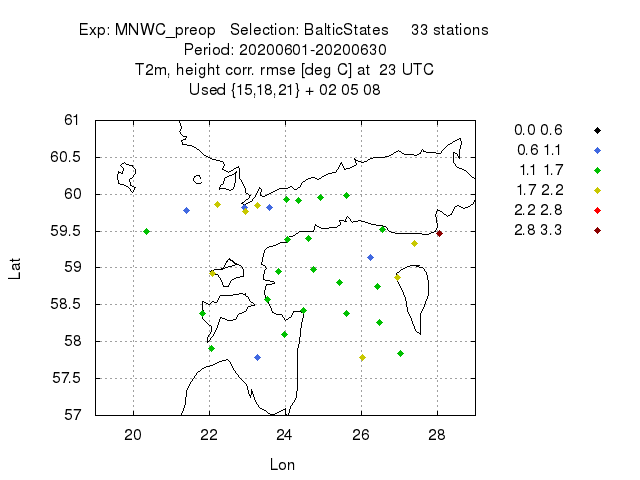 Exp: MNWC_preop Selection: BalticStates 33 stations
Period: 20200601-20200630
T2m, height corr. rmse [deg C] at 23 UTC
Used {15,18,21} + 02 05 08
61
60.5
60
59.5
59
58.5
58
57.5
57
Lat
20 22 24 26 28
Lon
0.0 0.6
0.6 1.1
1.1 1.7
1.7 2.2
2.2 2.8
2.8 3.3